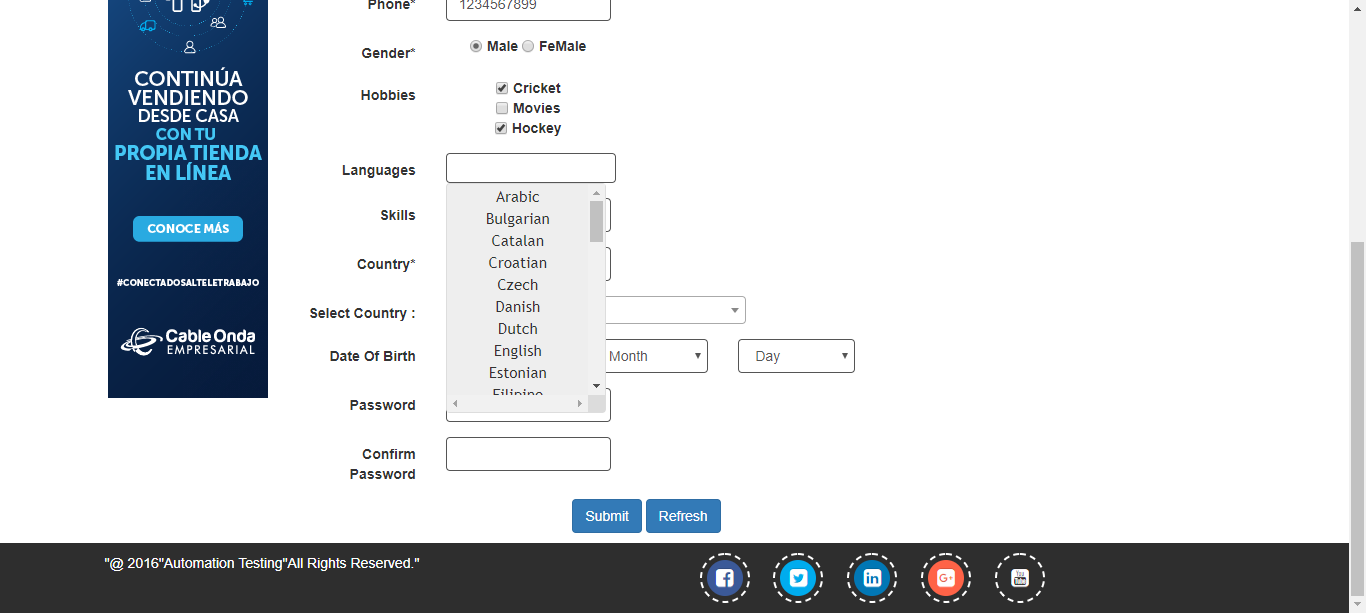 CONTINÚA
VENDIENDO
DESDE CASA
CON TU
PROPIA TIENDA
EN LÍNEA
CONOCE MÁS
#CONECTADOSALTELETRABAJO
Cable Onda
EMPRESARIAL
Phone*
1234567899
Gender*
Male FeMale
Hobbies
Cricket
Movies
Hockey
Languages
Arabic
Bulgarian
Catalan
Croatian
Czech
Danish
Dutch
English
Estonian
Filipino
Skills
Country*
Select Country :
Date Of Birth
Month
Day
Password
Confirm
Password
Submit
Refresh
"@ 2016"Automation Testing"All Rights Reserved."
f
in
G+
You
Tube